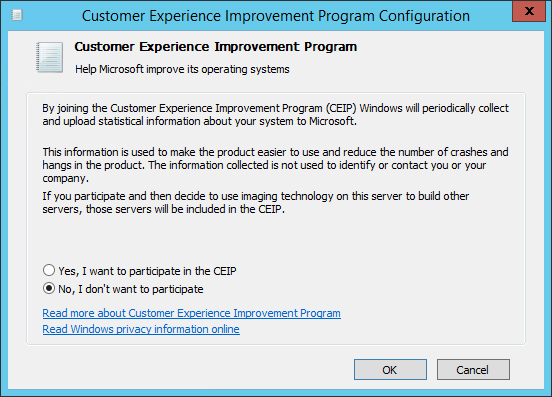 Customer Experience Improvement Program Configuration
x
Customer Experience Improvement Program
Help Microsoft improve its operating systems
By joining the Customer Experience Improvement Program (CEIP) Windows will periodically collect
and upload statistical information about your system to Microsoft.
This information is used to make the product easier to use and reduce the number of crashes and
hangs in the product. The information collected is not used to identify or contact you or your
company.
If you participate and then decide to use imaging technology on this server to build other
servers, those servers will be included in the CEIP.
Yes, I want to participate in the CEIP
No, I don't want to participate
Read more about Customer Experience Improvement Program
Read Windows privacy information online
OK Cancel